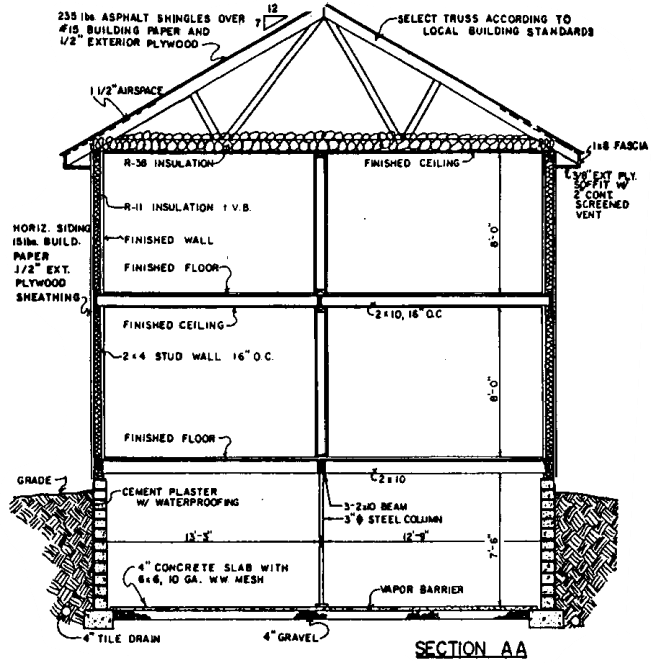 235 lbs. ASPHALT SHINGLES OVER
#15 BUILDING PAPER AND
1/2" EXTERIOR PLYWOOD
12
7
SELECT TRUSS ACCORDING TO
LOCAL BUILDING STANDARDS
1 1/2" AIRSPACE
R-38 INSULATION
FINISHED CEILING
1x8 FASCIA
3/8" EXT PLY.
SOFFIT W/
2" CONT.
SCREENED
VENT
R-11 INSULATION + V.B.
HORIZ. SIDING
15lbs. BUILD.
PAPER
1/2" EXT.
PLYWOOD
SHEATHING
FINISHED WALL
8'-0"
FINISHED FLOOR
FINISHED CEILING
2x10, 16" O.C
2x4 STUD WALL 16" O.C.
8'-0"
FINISHED FLOOR
GRADE
2x10
CEMENT PLASTER
W/ WATERPROOFING
3-2x10 BEAM
3" ϕ STEEL COLUMN
13'-3"
12'-9"
7'-6"
4" CONCRETE SLAB WITH
6x6, 10 GA. W.W. MESH
VAPOR BARRIER
4" TILE DRAIN
4" GRAVEL
SECTION AA